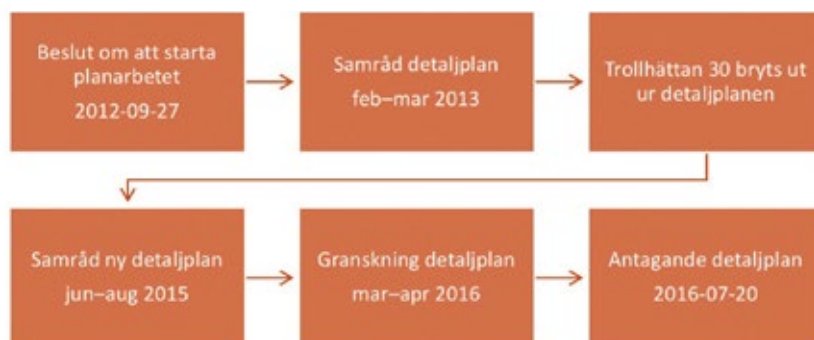 Beslut om att starta
planarbetet
2012-09-27
Samråd detaljplan
feb–mar 2013
Trollhättan 30 bryts ut
ur detaljplanen
Samråd ny detaljplan
jun–aug 2015
Granskning detaljplan
mar–apr 2016
Antagande detaljplan
2016-07-20